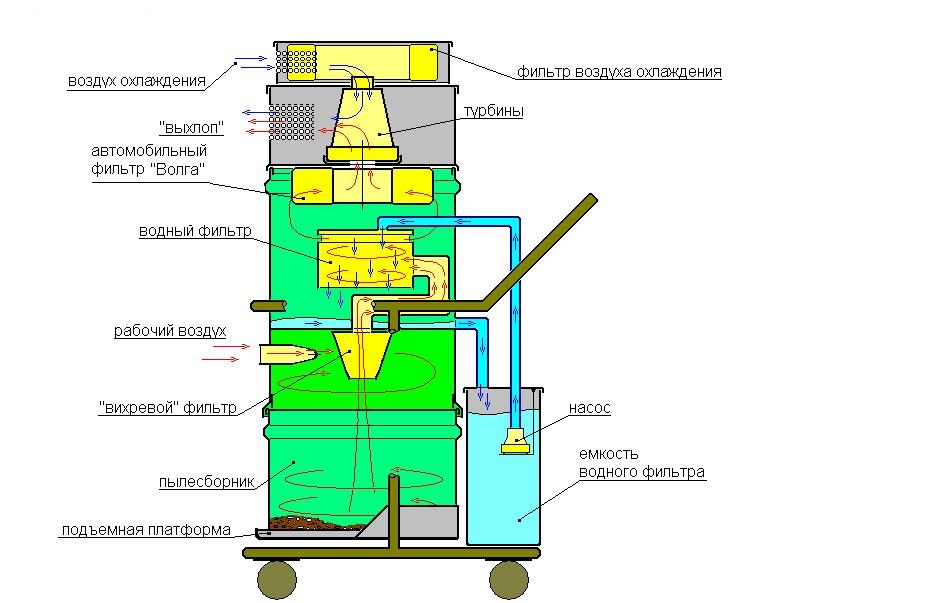 воздух охлаждения
фильтр воздуха охлаждения
"выхлоп"
турбины
автомобильный
фильтр "Волга"
водный фильтр
рабочий воздух
"вихревой" фильтр
насос
емкость
водного фильтра
пылесборник
подъемная платформа